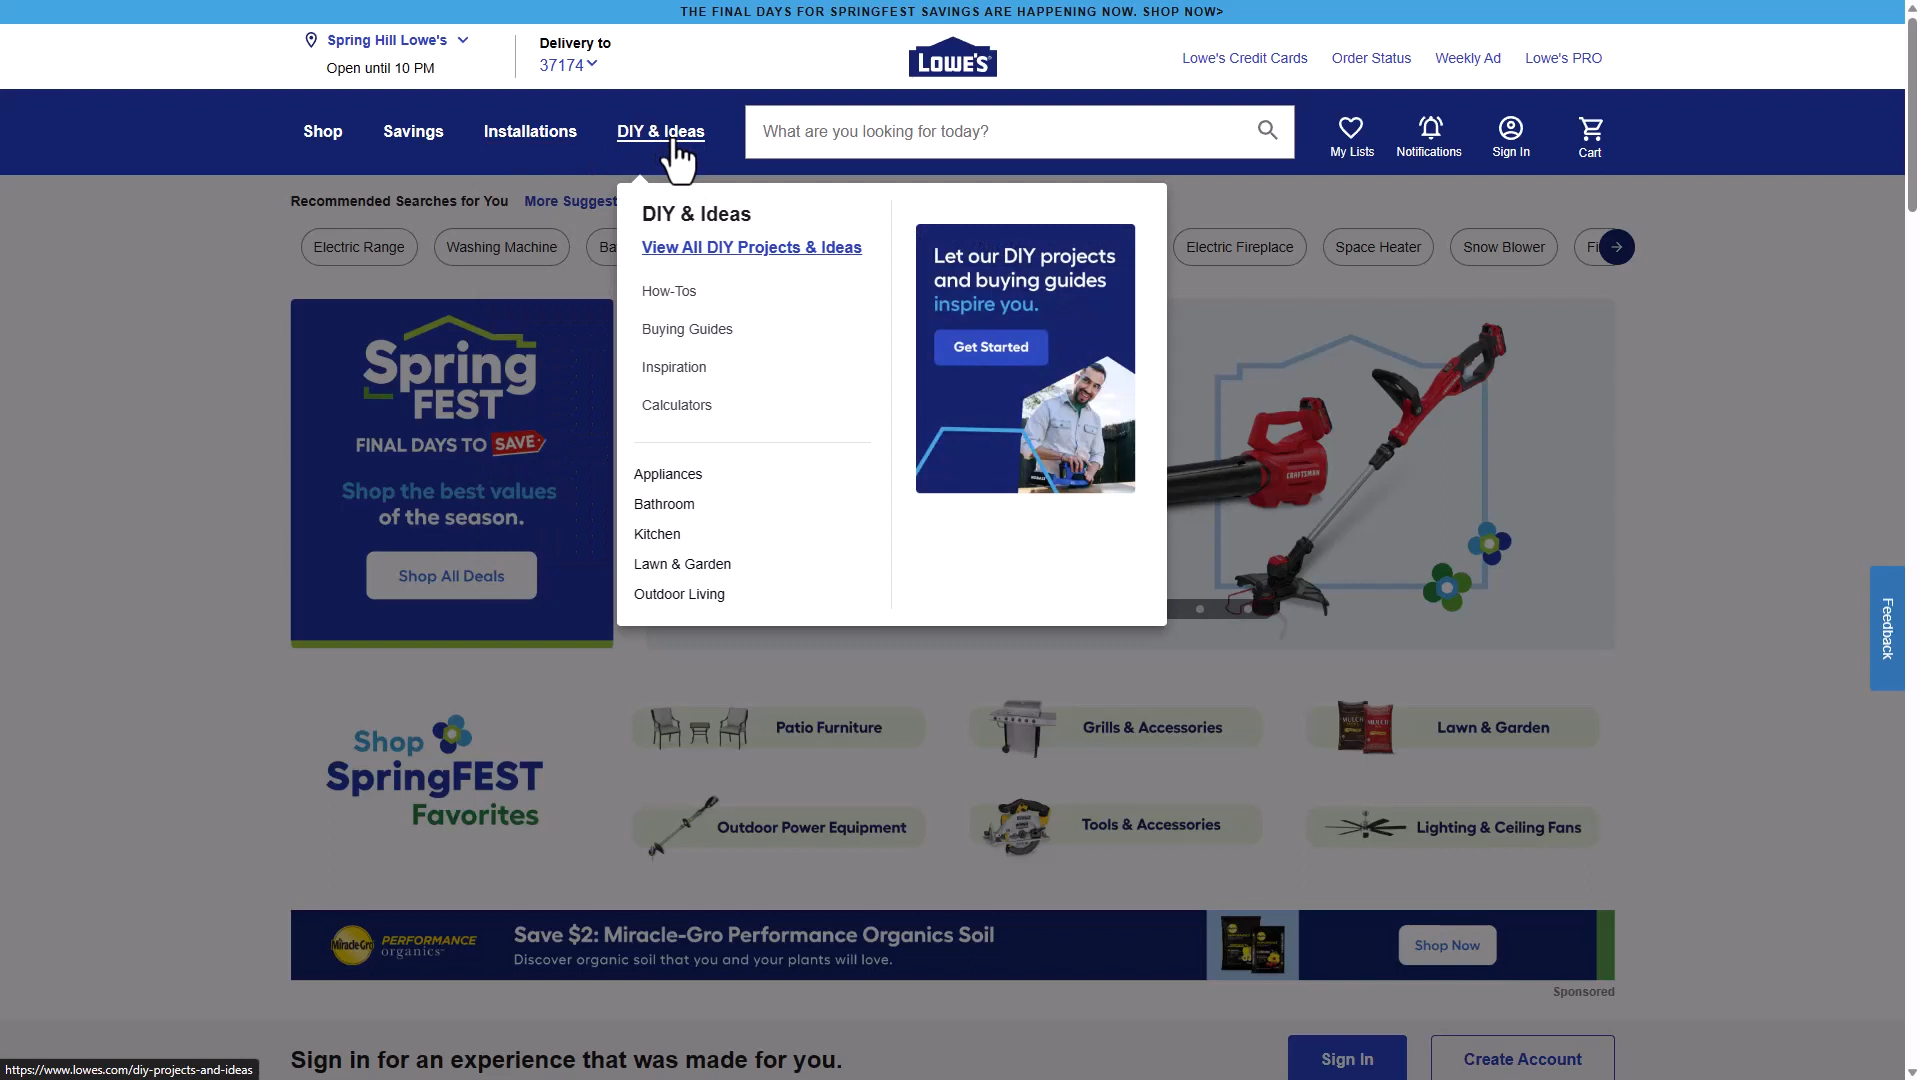 THE FINAL DAYS FOR SPRINGFEST SAVINGS ARE HAPPENING NOW. SHOP NOW>
Spring Hill Lowe's
Open until 10 PM
Delivery to
37174
LOWE'S
Lowe's Credit Cards
Order Status
Weekly Ad
Lowe's PRO
Shop
Savings
Installations
DIY & Ideas
What are you looking for today?
My Lists
Notifications
Sign In
Cart
Recommended Searches for You
More Suggest
Electric Range
Washing Machine
Ba
Electric Fireplace
Space Heater
Snow Blower
Fi
DIY & Ideas
View All DIY Projects & Ideas
How-Tos
Buying Guides
Inspiration
Calculators
Appliances
Bathroom
Kitchen
Lawn & Garden
Outdoor Living
Let our DIY projects
and buying guides
inspire you.
Get Started
Spring
FEST
FINAL DAYS TO SAVE
Shop the best values
of the season.
Shop All Deals
CRAFTSMAN
Feedback
Shop
SpringFEST
Favorites
Patio Furniture
Grills & Accessories
MULCH
MULCH
Lawn & Garden
Outdoor Power Equipment
Tools & Accessories
Lighting & Ceiling Fans
Miracle-Gro
PERFORMANCE
organics
Save $2: Miracle-Gro Performance Organics Soil
Discover organic soil that you and your plants will love.
Shop Now
Sponsored
Sign in for an experience that was made for you.
Sign In
Create Account
https://www.lowes.com/diy-projects-and-ideas